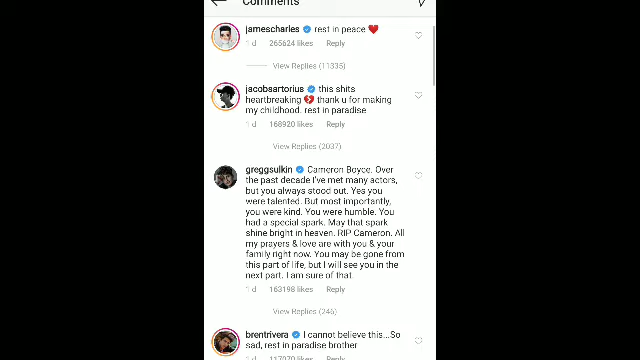 Comments
jamescharles rest in peace ❤️
1 d 265624 likes Reply
View Replies (11335)
jacobsartorius this shits
heartbreaking 💔 thank u for making
my childhood. rest in paradise
1 d 168920 likes Reply
View Replies (2037)
greggsulkin Cameron Boyce. Over
the past decade I've met many actors,
but you always stood out. Yes you
were talented. But most importantly,
you were kind. You were humble. You
had a special spark. May that spark
shine bright in heaven. RIP Cameron. All
my prayers & love are with you & your
family right now. You may be gone from
this part of life, but I will see you in the
next part. I am sure of that.
1 d 163198 likes Reply
View Replies (246)
brentrivera I cannot believe this...So
sad, rest in paradise brother
1 d 117070 likes Reply